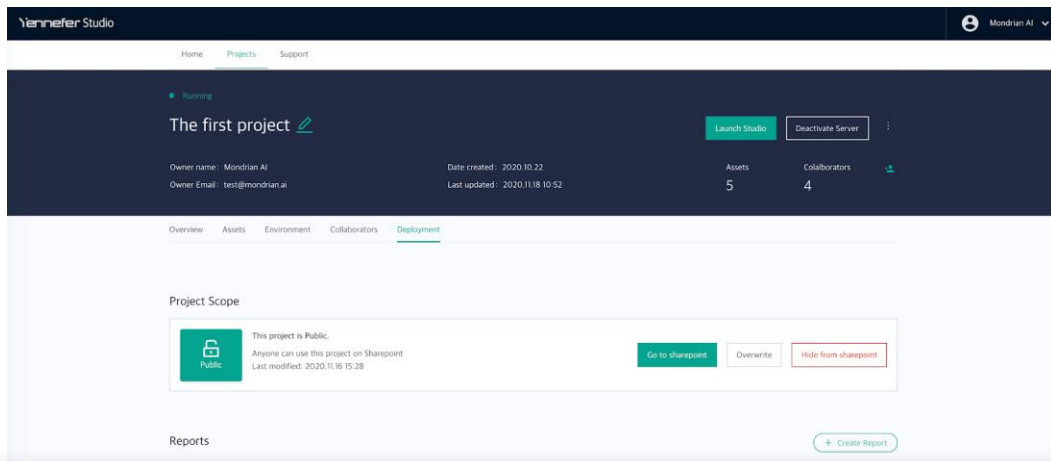 Yennefer Studio
Mondrian AI
Home Projects Support
Running
The first project
Launch Studio Deactivate Server
Owner name: Mondrian AI Date created: 2020.10.22 Assets Colalborators
Owner Email: test@mondrian.ai Last updated: 2020.11.18 10:52 5 4
Overview Assets Environment Collaborators Deployment
Project Scope
This project is Public.
Anyone can use this project on Sharepoint
Last modified: 2020.11.16 15:28
Public
Go to sharepoint Overwrite Hide from sharepoint
Reports
+ Create Report